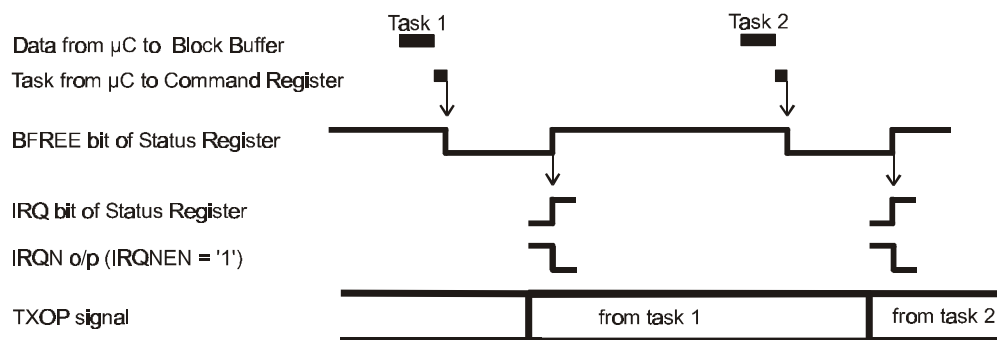 Task 1 Task 2
Data from µC to Block Buffer
Task from µC to Command Register
BFREE bit of Status Register
IRQ bit of Status Register
IRQN o/p (IRQNEN = '1')
TXOP signal from task 1 from task 2